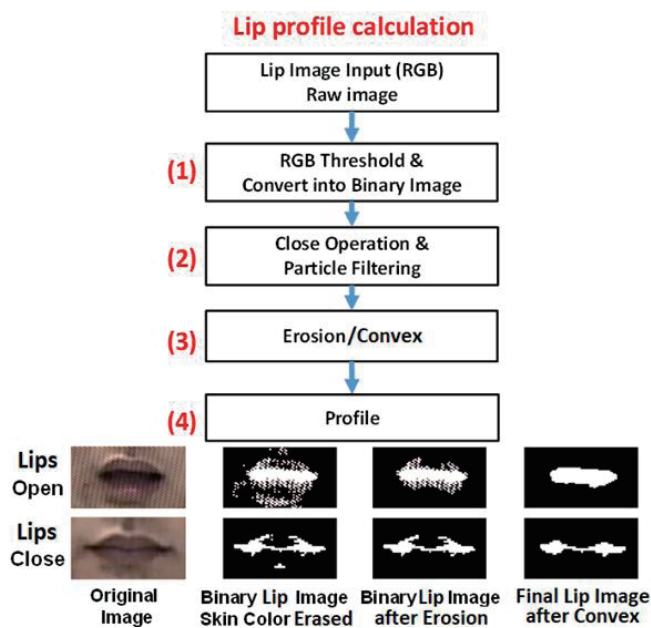 Lip profile calculation
Lip Image Input (RGB)
Raw image
(1)
RGB Threshold &
Convert into Binary Image
(2)
Close Operation &
Particle Filtering
(3)
Erosion/Convex
(4)
Profile
Lips
Open
Lips
Close
Original
Image
Binary Lip Image
Skin Color Erased
Binary Lip Image
after Erosion
Final Lip Image
after Convex